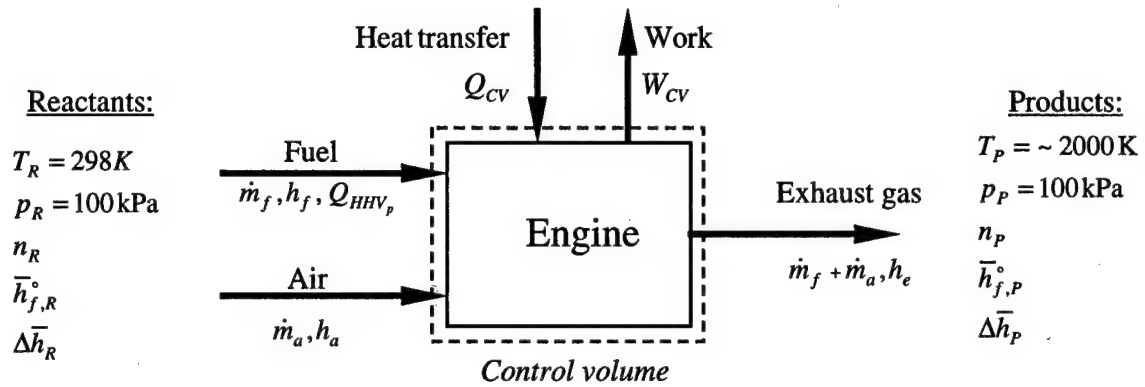 Heat transfer
Q_CV
Work
W_CV
Reactants:
T_R = 298K
p_R = 100 kPa
n_R
h̄°_f,R
Δh̄_R
Fuel
ṁ_f, h_f, Q_HHV_p
Air
ṁ_a, h_a
Engine
Control volume
Exhaust gas
ṁ_f + ṁ_a, h_e
Products:
T_P = ~ 2000 K
p_P = 100 kPa
n_P
h̄°_f,P
Δh̄_P